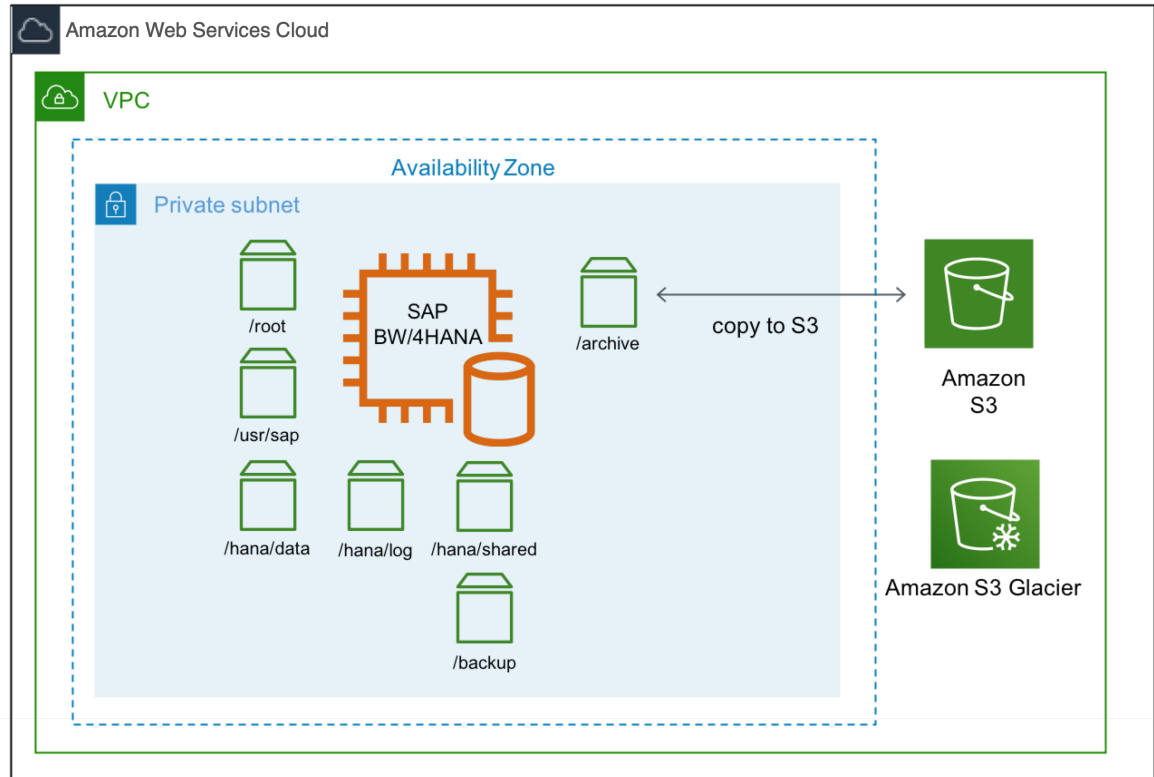 Amazon Web Services Cloud
VPC
Availability Zone
Private subnet
/root
SAP
BW/4HANA
/archive
copy to S3
/usr/sap
Amazon
S3
/hana/data
/hana/log
/hana/shared
Amazon S3 Glacier
/backup